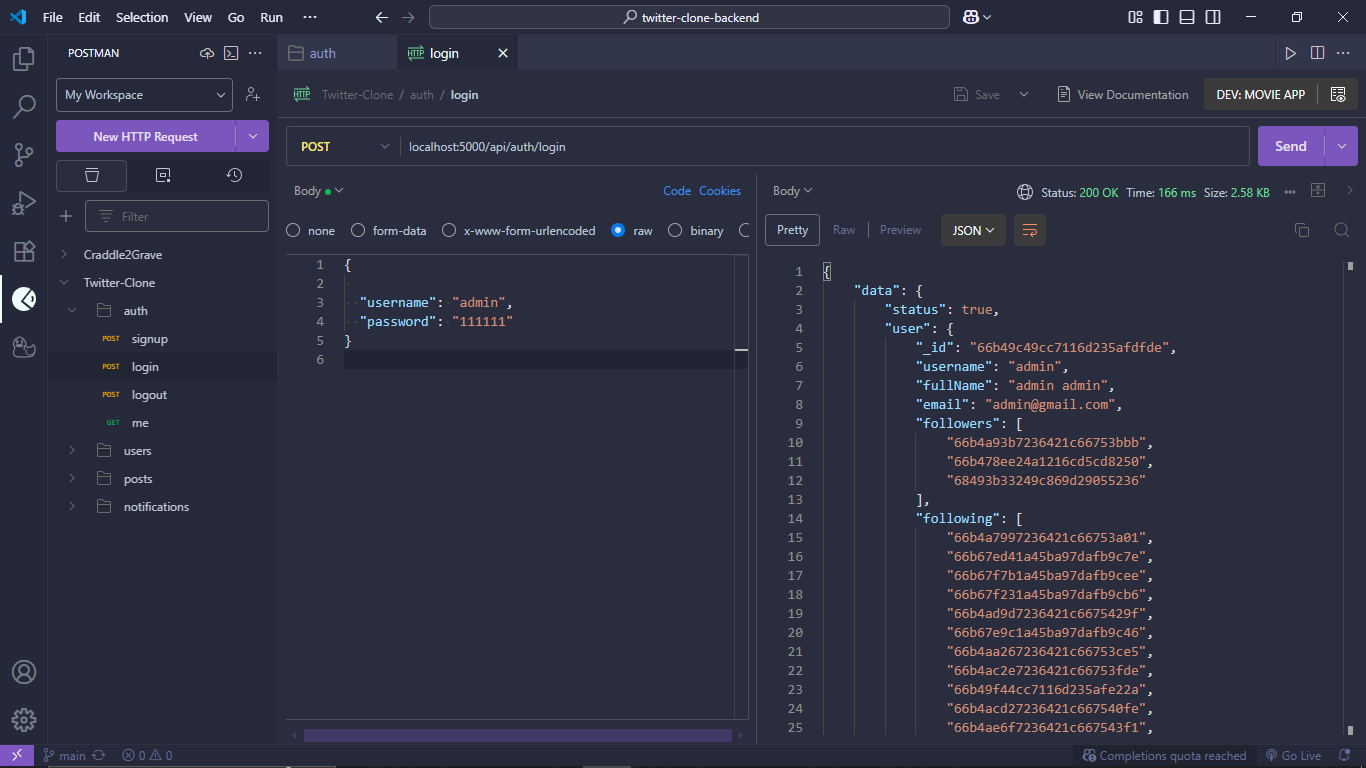 File Edit Selection View Go Run ··· twitter-clone-backend
POSTMAN
My Workspace
New HTTP Request
Filter
Craddle2Grave
Twitter-Clone
auth
POST signup
POST login
POST logout
GET me
users
posts
notifications
auth
HTTP login
HTTP Twitter-Clone / auth / login
Save
View Documentation
DEV: MOVIE APP
POST localhost:5000/api/auth/login
Send
Body
Code Cookies
none form-data x-www-form-urlencoded raw binary
1 {
2
3 "username": "admin",
4 "password": "111111"
5 }
6
Body
Status: 200 OK Time: 166 ms Size: 2.58 KB
Pretty Raw Preview JSON
1 {
2 "data": {
3 "status": true,
4 "user": {
5 "_id": "66b49c49cc7116d235afdfde",
6 "username": "admin",
7 "fullName": "admin admin",
8 "email": "admin@gmail.com",
9 "followers": [
10 "66b4a93b7236421c66753bbb",
11 "66b478ee24a1216cd5cd8250",
12 "68493b33249c869d29055236"
13 ],
14 "following": [
15 "66b4a7997236421c66753a01",
16 "66b67ed41a45ba97dafb9c7e",
17 "66b67f7b1a45ba97dafb9cee",
18 "66b67f231a45ba97dafb9cb6",
19 "66b4ad9d7236421c6675429f",
20 "66b67e9c1a45ba97dafb9c46",
21 "66b4aa267236421c66753ce5",
22 "66b4ac2e7236421c66753fde",
23 "66b49f44cc7116d235afe22a",
24 "66b4acd27236421c667540fe",
25 "66b4ae6f7236421c667543f1",
main 0 0
Completions quota reached
Go Live